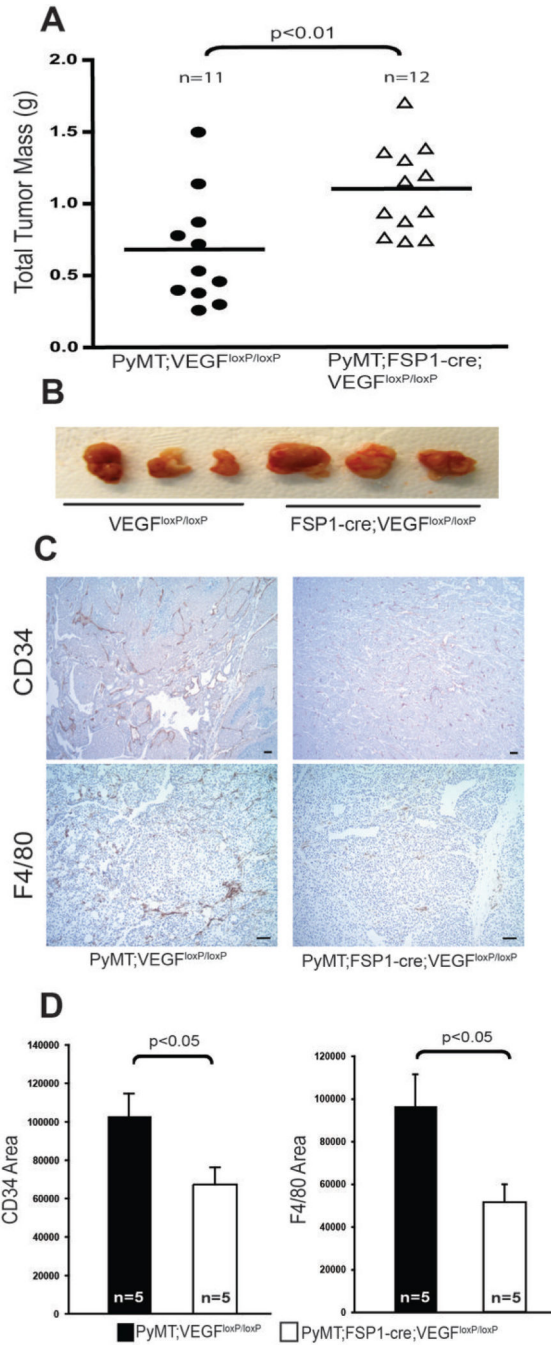 A
p<0.01
n=11 n=12
Total Tumor Mass (g)
2.0
1.5
1.0
0.5
0.0
PyMT;VEGFloxP/loxP
PyMT;FSP1-cre;
VEGFloxP/loxP
B
VEGFloxP/loxP
FSP1-cre;VEGFloxP/loxP
C
CD34
F4/80
PyMT;VEGFloxP/loxP
PyMT;FSP1-cre;VEGFloxP/loxP
D
p<0.05
CD34 Area
140000
120000
100000
80000
60000
40000
20000
0
n=5 n=5
p<0.05
F4/80 Area
120000
100000
80000
60000
40000
20000
0
n=5 n=5
PyMT;VEGFloxP/loxP PyMT;FSP1-cre;VEGFloxP/loxP